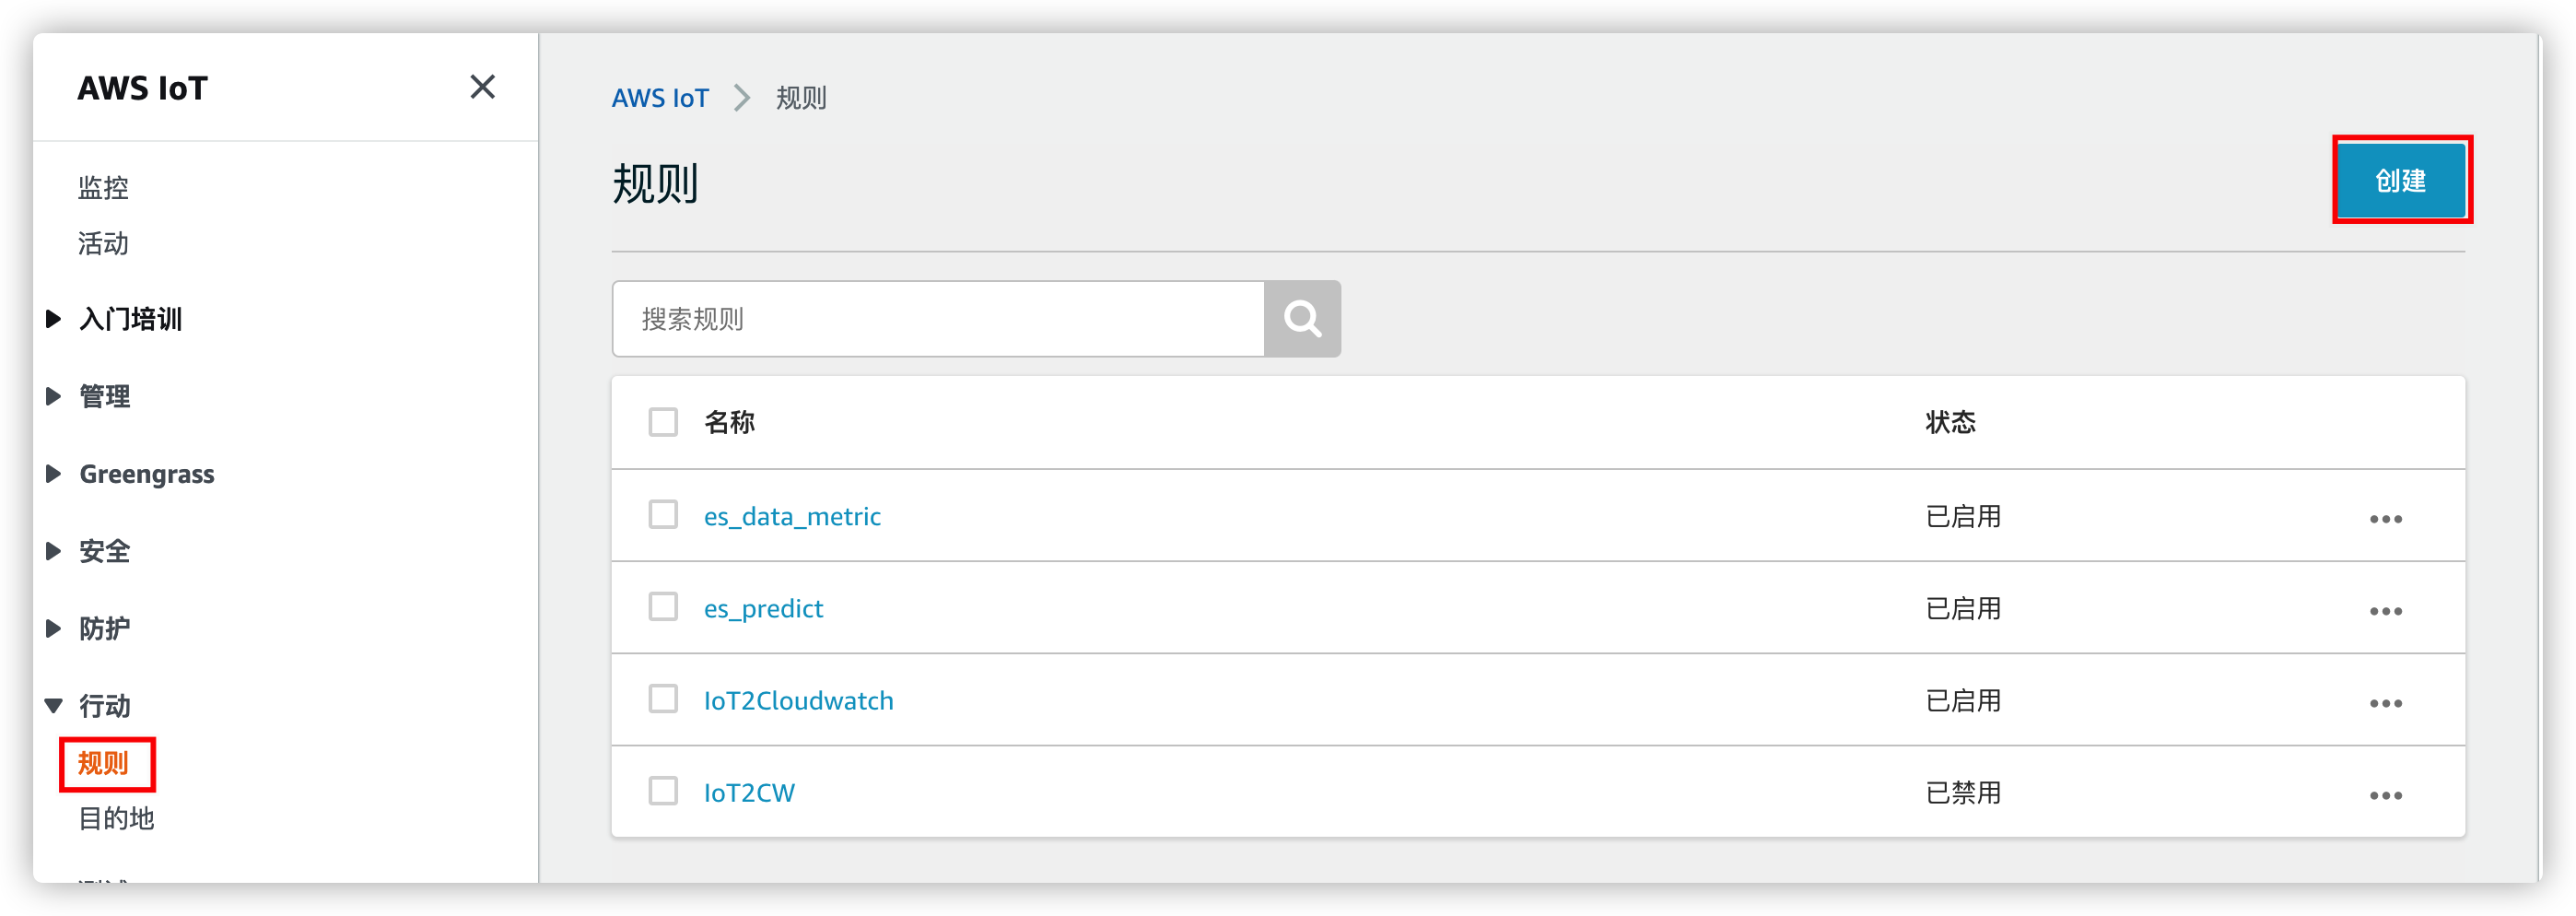 AWS IoT
监控
活动
入门培训
管理
Greengrass
安全
防护
行动
规则
目的地
AWS IoT
规则
规则
创建
搜索规则
名称 状态
es_data_metric 已启用
es_predict 已启用
IoT2Cloudwatch 已启用
IoT2CW 已禁用